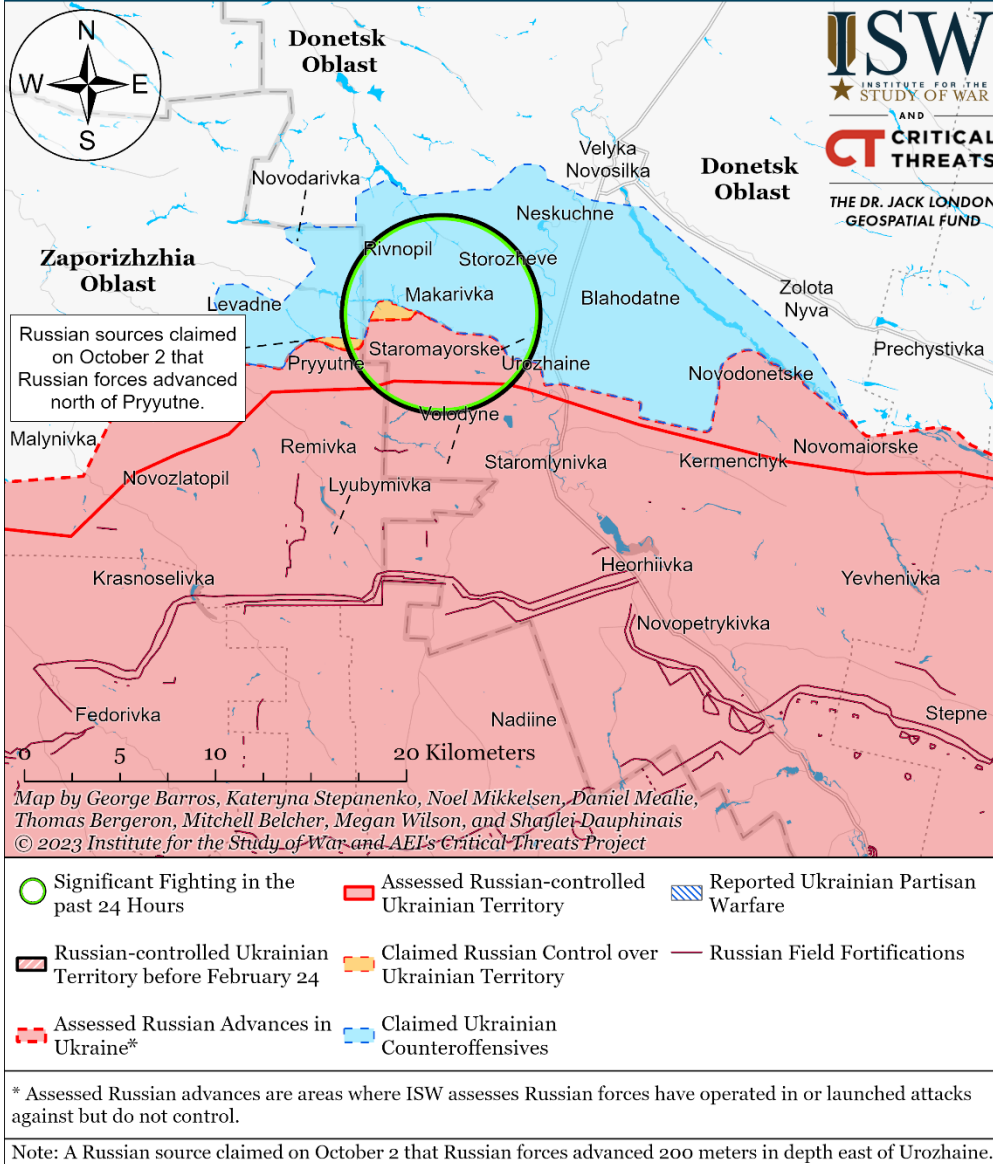 N
W E
S
Donetsk
Oblast
ISW
INSTITUTE FOR THE
STUDY OF WAR
AND
CT CRITICAL
THREATS
THE DR. JACK LONDON
GEOSPATIAL FUND
Velyka
Novosilka
Donetsk
Oblast
Novodarivka
Neskuchne
Zaporizhzhia
Oblast
Rivnopil
Storozheve
Levadne
Makarivka
Blahodatne
Zolota
Nyva
Russian sources claimed
on October 2 that
Russian forces advanced
north of Pryyutne.
Staromayorske
Prechystivka
Pryyutne
Urozhaine
Novodonetske
Volodyne
Malynivka
Remivka
Novomaiorske
Staromlynivka
Kermenchyk
Novozlatopil
Lyubymivka
Heorhiivka
Krasnoselivka
Yevhenivka
Novopetrykivka
Fedorivka
Nadiine
Stepne
0 5 10 20 Kilometers
Map by George Barros, Kateryna Stepanenko, Noel Mikkelsen, Daniel Mealie,
Thomas Bergeron, Mitchell Belcher, Megan Wilson, and Shaylei Dauphinais
© 2023 Institute for the Study of War and AEI's Critical Threats Project
Significant Fighting in the
past 24 Hours
Assessed Russian-controlled
Ukrainian Territory
Reported Ukrainian Partisan
Warfare
Russian-controlled Ukrainian
Territory before February 24
Claimed Russian Control over
Ukrainian Territory
Russian Field Fortifications
Assessed Russian Advances in
Ukraine*
Claimed Ukrainian
Counteroffensives
* Assessed Russian advances are areas where ISW assesses Russian forces have operated in or launched attacks
against but do not control.
Note: A Russian source claimed on October 2 that Russian forces advanced 200 meters in depth east of Urozhaine.